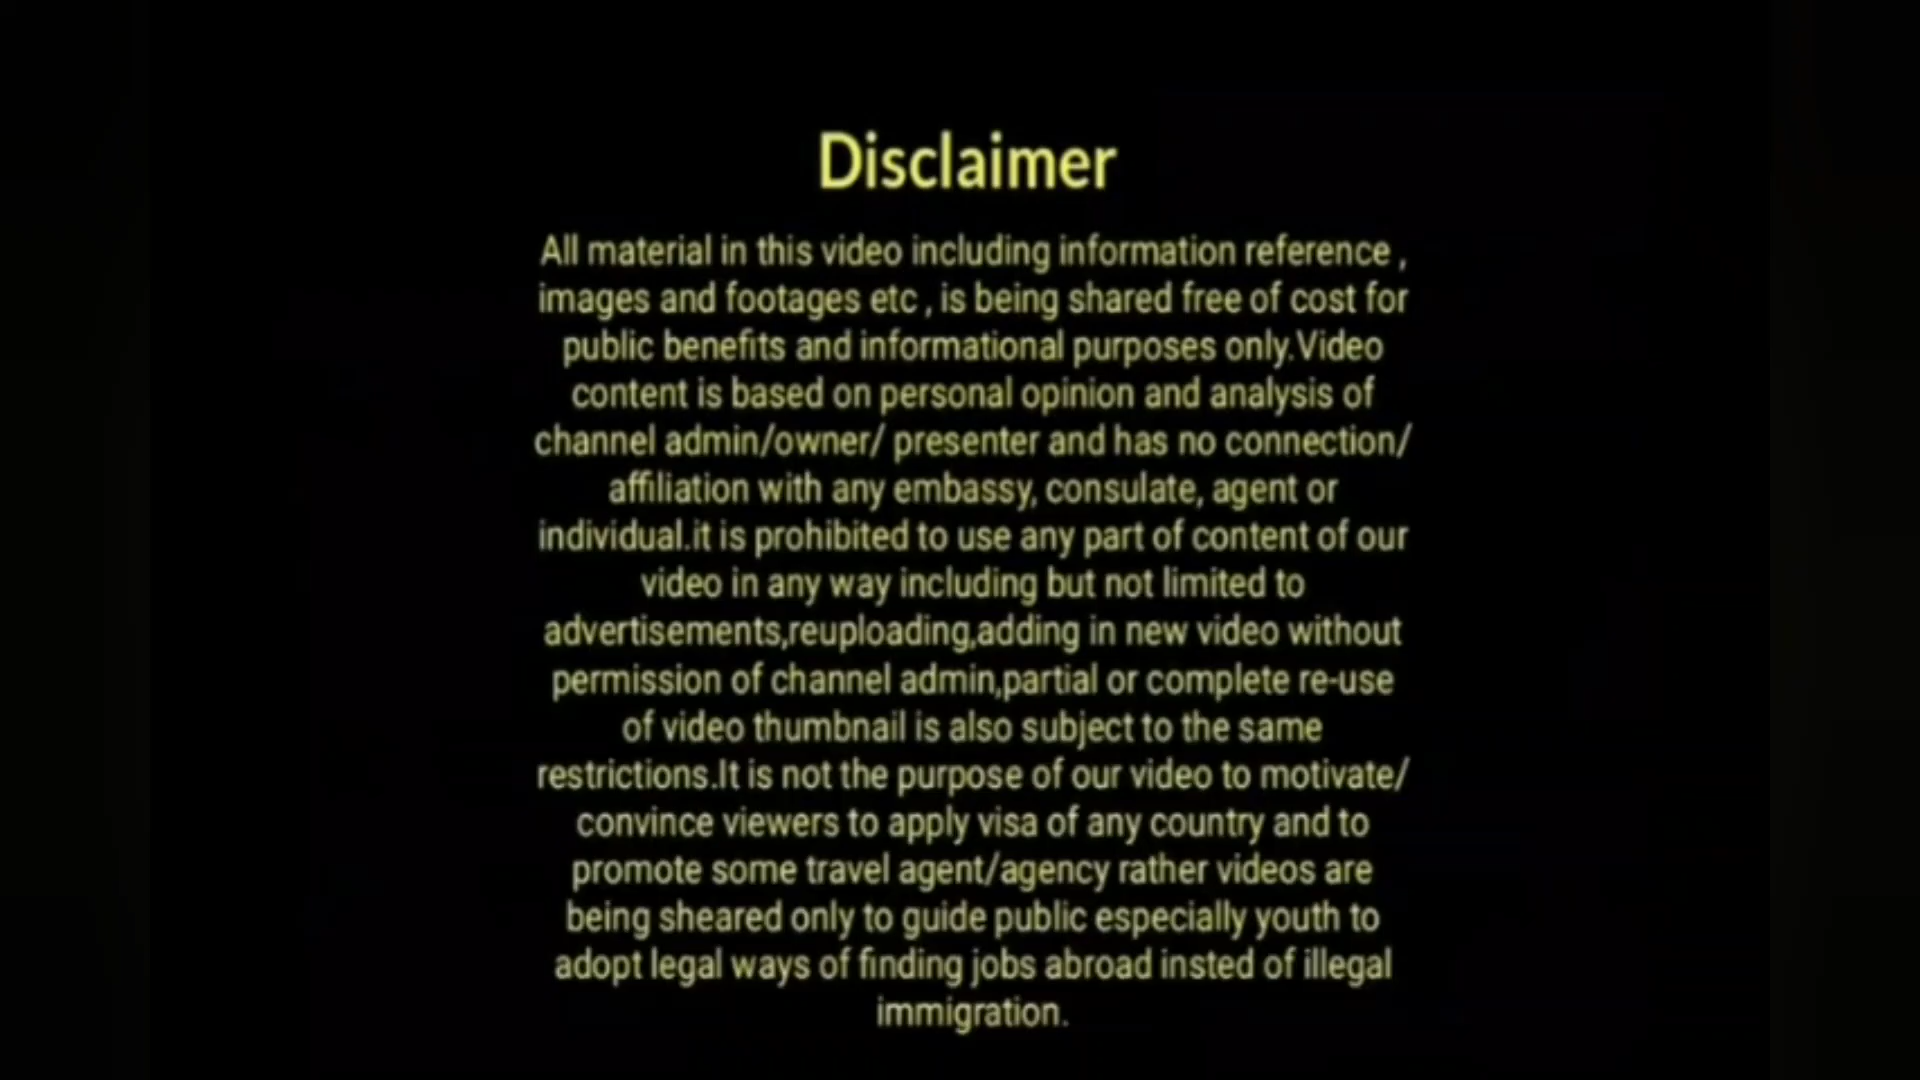 Disclaimer
All material in this video including information reference ,
images and footages etc , is being shared free of cost for
public benefits and informational purposes only.Video
content is based on personal opinion and analysis of
channel admin/owner/ presenter and has no connection/
affiliation with any embassy, consulate, agent or
individual.it is prohibited to use any part of content of our
video in any way including but not limited to
advertisements,reuploading,adding in new video without
permission of channel admin,partial or complete re-use
of video thumbnail is also subject to the same
restrictions.It is not the purpose of our video to motivate/
convince viewers to apply visa of any country and to
promote some travel agent/agency rather videos are
being sheared only to guide public especially youth to
adopt legal ways of finding jobs abroad insted of illegal
immigration.